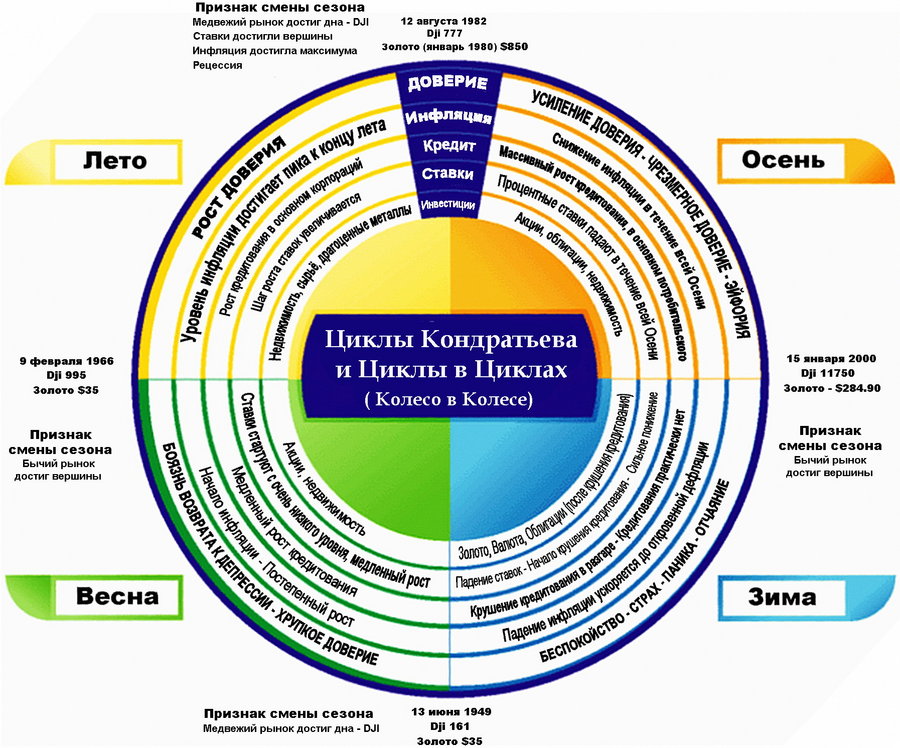 Признак смены сезона
Медвежий рынок достиг дна - DJI
Ставки достигли вершины
Инфляция достигла максимума
Рецессия
12 августа 1982
Dji 777
Золото (январь 1980) $850
ДОВЕРИЕ
Инфляция
Кредит
Ставки
Инвестиции
Лето
РОСТ ДОВЕРИЯ
Уровень инфляции достигает пика к концу лета
Рост кредитования в основном корпораций
Шаг роста ставок увеличивается
Недвижимость, сырьё, драгоценные металлы
Осень
УСИЛЕНИЕ ДОВЕРИЯ - ЧРЕЗМЕРНОЕ ДОВЕРИЕ - ЭЙФОРИЯ
Снижение инфляции в течение всей Осени
Массивный рост кредитования, в основном потребительского
Процентные ставки падают в течение всей Осени
Акции, облигации, недвижимость
Циклы Кондратьева
и Циклы в Циклах
( Колесо в Колесе)
9 февраля 1966
Dji 995
Золото $35
Признак
смены сезона
Бычий рынок
достиг вершины
15 января 2000
Dji 11750
Золото - $284.90
Признак
смены сезона
Бычий рынок
достиг вершины
Весна
Акции, недвижимость
Ставки стартуют с очень низкого уровня, медленный рост
Медленный рост кредитования
Начало инфляции - Постепенный рост
БОЯЗНЬ ВОЗВРАТА К ДЕПРЕССИИ - ХРУПКОЕ ДОВЕРИЕ
Зима
Золото, Валюта, Облигации (после крушения кредитования)
Падение ставок - Начало крушения кредитования - Сильное понижение
Крушение кредитования в разгаре - Кредитования практически нет
Падение инфляции ускоряется до откровенной дефляции
БЕСПОКОЙСТВО - СТРАХ - ПАНИКА - ОТЧАЯНИЕ
Признак смены сезона
Медвежий рынок достиг дна - DJI
13 июня 1949
Dji 161
Золото $35